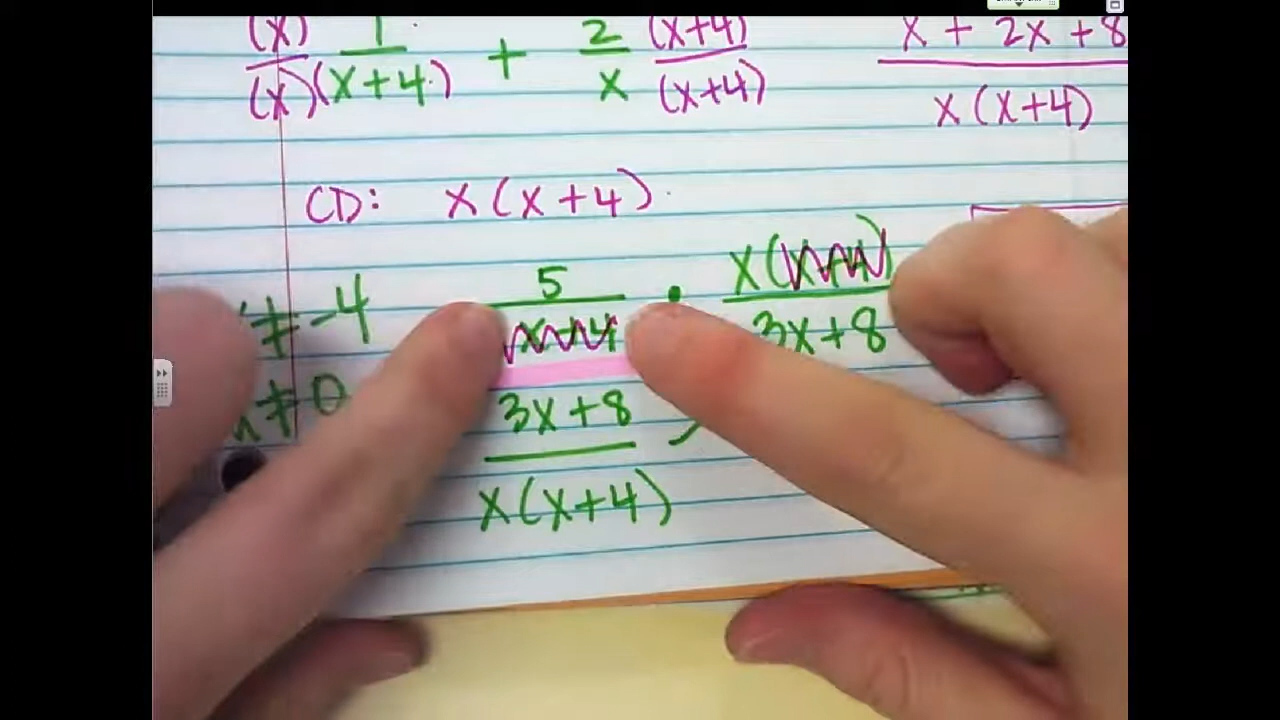 (x)/(x) 1/(x+4) + 2/x (x+4)/(x+4)
x + 2x + 8 / x(x+4)
CD: x(x+4)
≠ -4
5/x+4 · x(x+4)/3x+8
≠ 0
3x+8 / x(x+4)